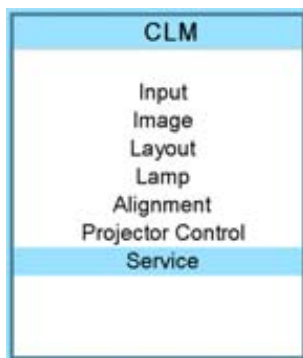 CLM
Input
Image
Layout
Lamp
Alignment
Projector Control
Service